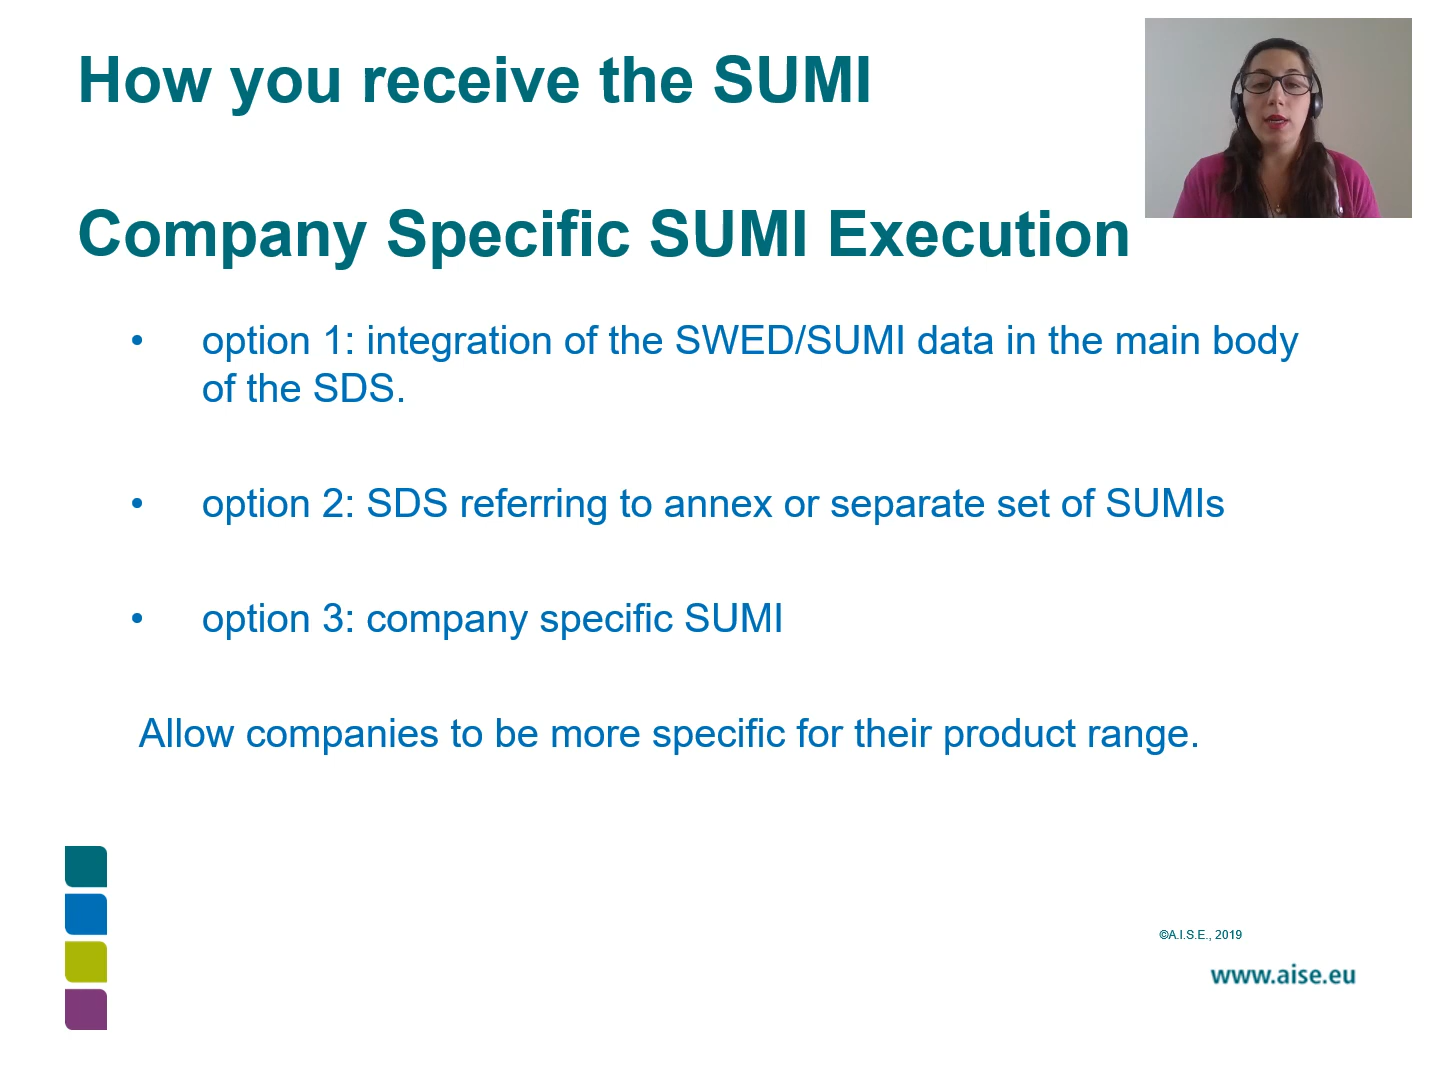 How you receive the SUMI
Company Specific SUMI Execution
• option 1: integration of the SWED/SUMI data in the main body
of the SDS.
• option 2: SDS referring to annex or separate set of SUMIs
• option 3: company specific SUMI
Allow companies to be more specific for their product range.
©A.I.S.E., 2019
www.aise.eu